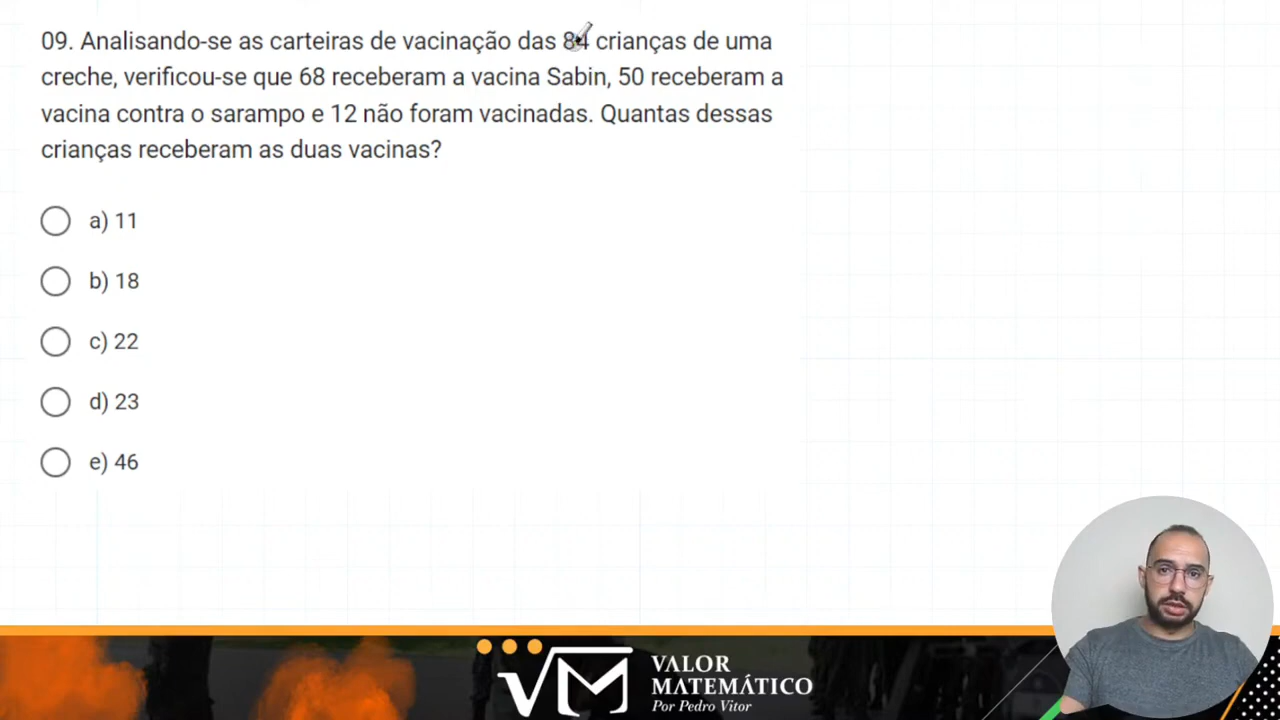 09. Analisando-se as carteiras de vacinação das 84 crianças de uma
creche, verificou-se que 68 receberam a vacina Sabin, 50 receberam a
vacina contra o sarampo e 12 não foram vacinadas. Quantas dessas
crianças receberam as duas vacinas?
a) 11
b) 18
c) 22
d) 23
e) 46
VM
VALOR
MATEMÁTICO
Por Pedro Vitor